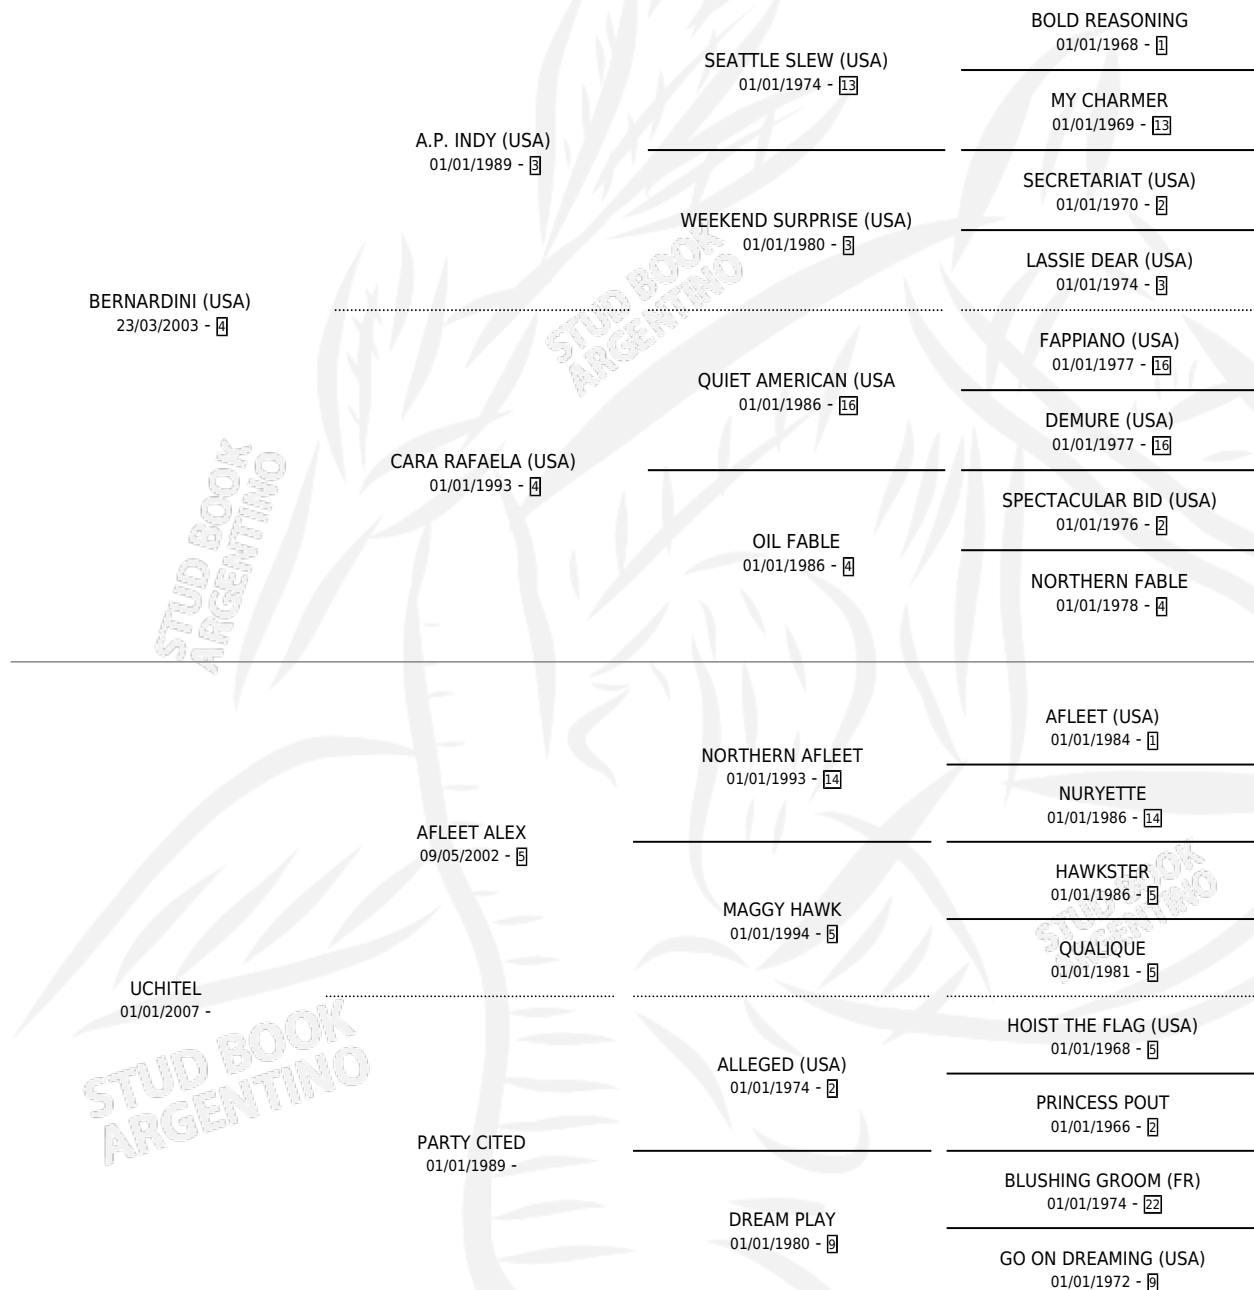 BERNARDINI (USA)
23/03/2003 - 4
A.P. INDY (USA)
01/01/1989 - 3
CARA RAFAELA (USA)
01/01/1993 - 4
SEATTLE SLEW (USA)
01/01/1974 - 13
WEEKEND SURPRISE (USA)
01/01/1980 - 3
QUIET AMERICAN (USA
01/01/1986 - 16
OIL FABLE
01/01/1986 - 4
BOLD REASONING
01/01/1968 - 1
MY CHARMER
01/01/1969 - 13
SECRETARIAT (USA)
01/01/1970 - 2
LASSIE DEAR (USA)
01/01/1974 - 3
FAPPIANO (USA)
01/01/1977 - 16
DEMURE (USA)
01/01/1977 - 16
SPECTACULAR BID (USA)
01/01/1976 - 2
NORTHERN FABLE
01/01/1978 - 4
UCHITEL
01/01/2007 -
AFLEET ALEX
09/05/2002 - 5
PARTY CITED
01/01/1989 -
NORTHERN AFLEET
01/01/1993 - 14
MAGGY HAWK
01/01/1994 - 5
ALLEGED (USA)
01/01/1974 - 2
DREAM PLAY
01/01/1980 - 9
AFLEET (USA)
01/01/1984 - 1
NURYETTE
01/01/1986 - 14
HAWKSTER
01/01/1986 - 5
QUALIQUE
01/01/1981 - 5
HOIST THE FLAG (USA)
01/01/1968 - 5
PRINCESS POUT
01/01/1966 - 2
BLUSHING GROOM (FR)
01/01/1974 - 22
GO ON DREAMING (USA)
01/01/1972 - 9
STUD BOOK
ARGENTINO
STUD BOOK
ARGENTINO
STUD BOOK
ARGENTINO
STUD BOOK
ARGENTINO